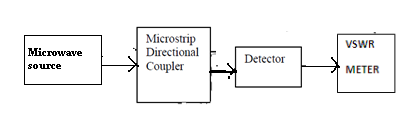 Microwave
source
Microstrip
Directional
Coupler
Detector
VSWR
METER